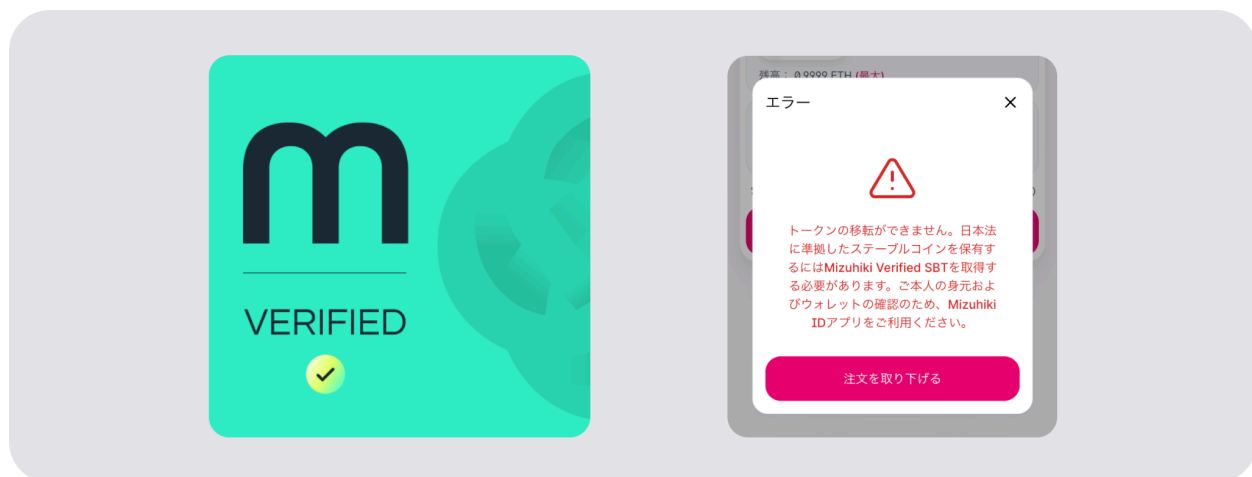 m
VERIFIED
残高： 0.9999 ETH (最大)
エラー
トークンの移転ができません。日本法
に準拠したステーブルコインを保有す
るにはMizuhiki Verified SBTを取得す
る必要があります。ご本人の身元およ
びウォレットの確認のため、Mizuhiki
IDアプリをご利用ください。
注文を取り下げる